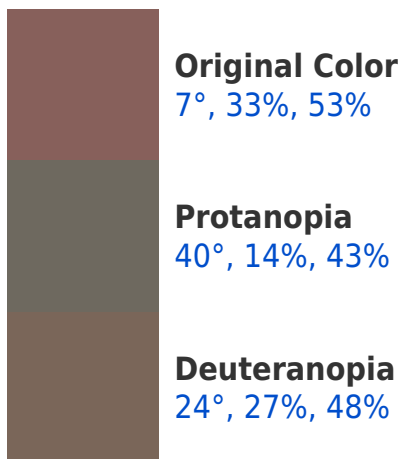 Original Color
7°, 33%, 53%
Protanopia
40°, 14%, 43%
Deuteranopia
24°, 27%, 48%